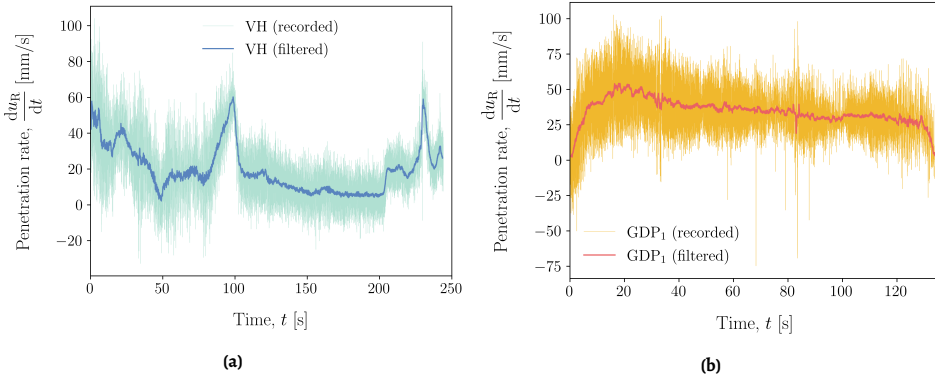 VH (recorded)
VH (filtered)
Penetration rate, du_R/dt [mm/s]
100
80
60
40
20
0
−20
0 50 100 150 200 250
Time, t [s]
(a)
GDP₁ (recorded)
GDP₁ (filtered)
Penetration rate, du_R/dt [mm/s]
100
75
50
25
0
−25
−50
−75
0 20 40 60 80 100 120
Time, t [s]
(b)